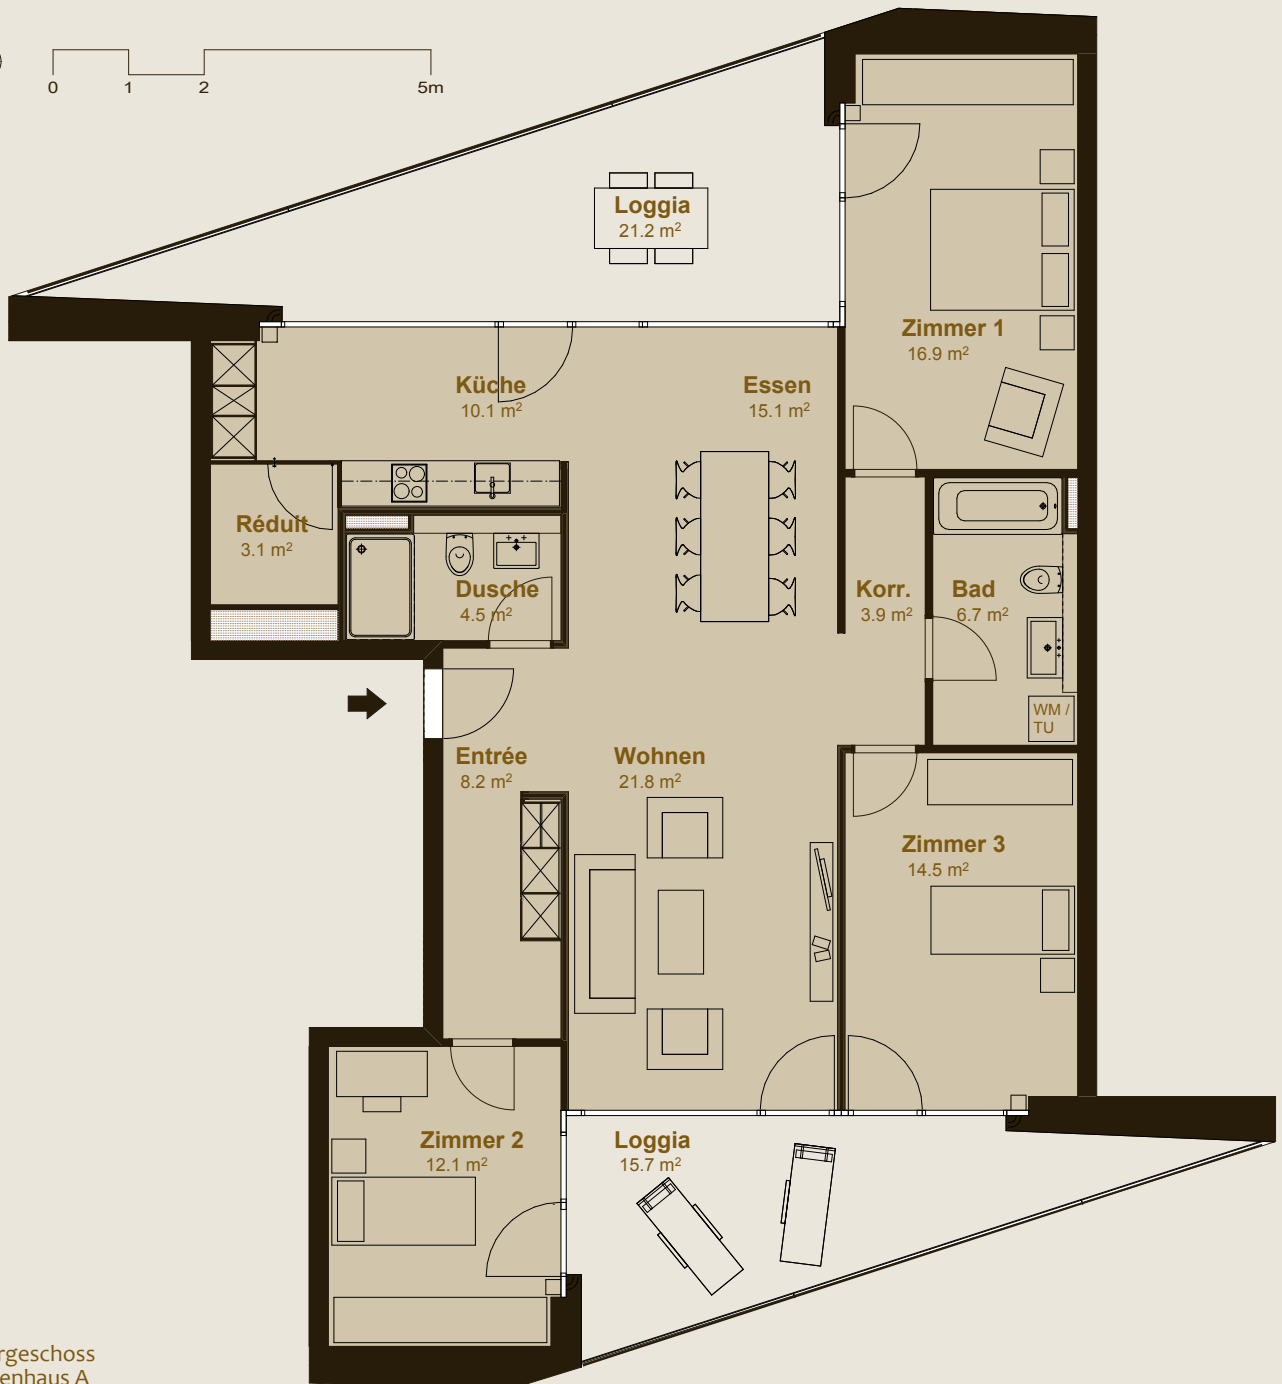 0 1 2 5m
Loggia
21.2 m²
Zimmer 1
16.9 m²
Küche
10.1 m²
Essen
15.1 m²
Réduit
3.1 m²
Dusche
4.5 m²
Korr.
3.9 m²
Bad
6.7 m²
WM /
TU
Entrée
8.2 m²
Wohnen
21.8 m²
Zimmer 3
14.5 m²
Zimmer 2
12.1 m²
Loggia
15.7 m²
rgeschoss
enhaus A